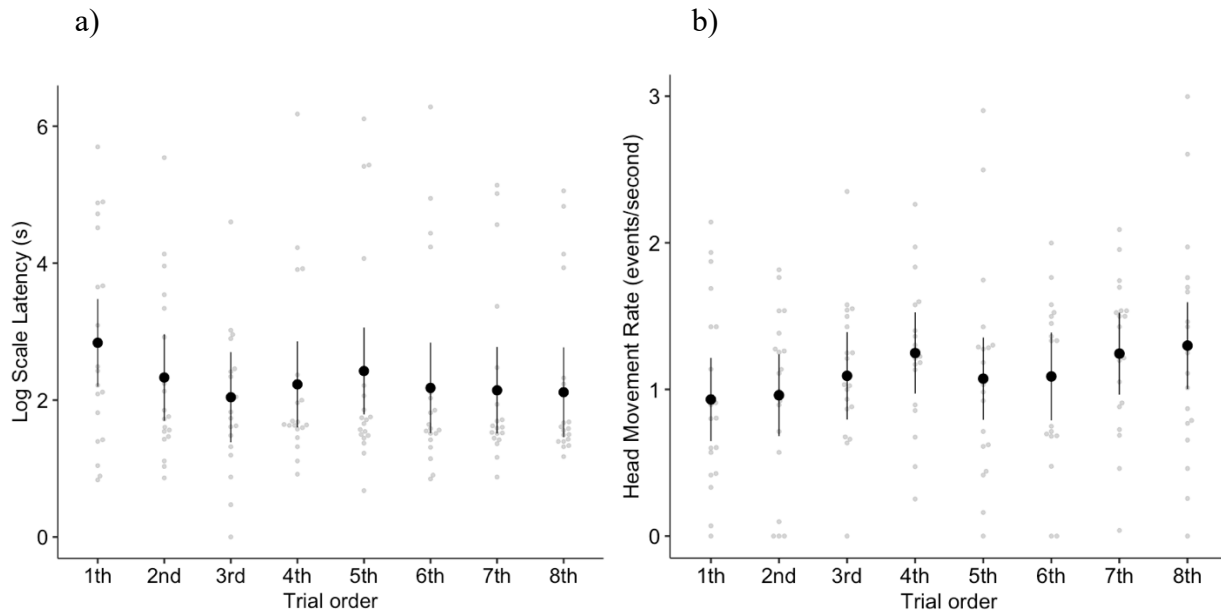 a)
Log Scale Latency (s)
6
4
2
0
1th 2nd 3rd 4th 5th 6th 7th 8th
Trial order
b)
Head Movement Rate (events/second)
3
2
1
0
1th 2nd 3rd 4th 5th 6th 7th 8th
Trial order